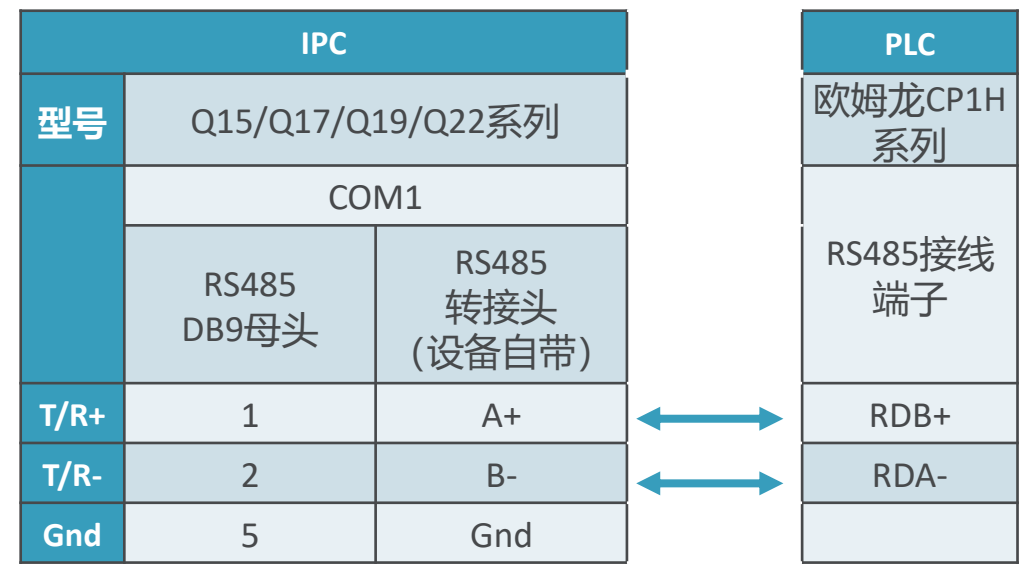 IPC
PLC
型号
Q15/Q17/Q19/Q22系列
欧姆龙CP1H
系列
COM1
RS485
DB9母头
RS485
转接头
（设备自带）
RS485接线
端子
T/R+
1
A+
RDB+
T/R-
2
B-
RDA-
Gnd
5
Gnd